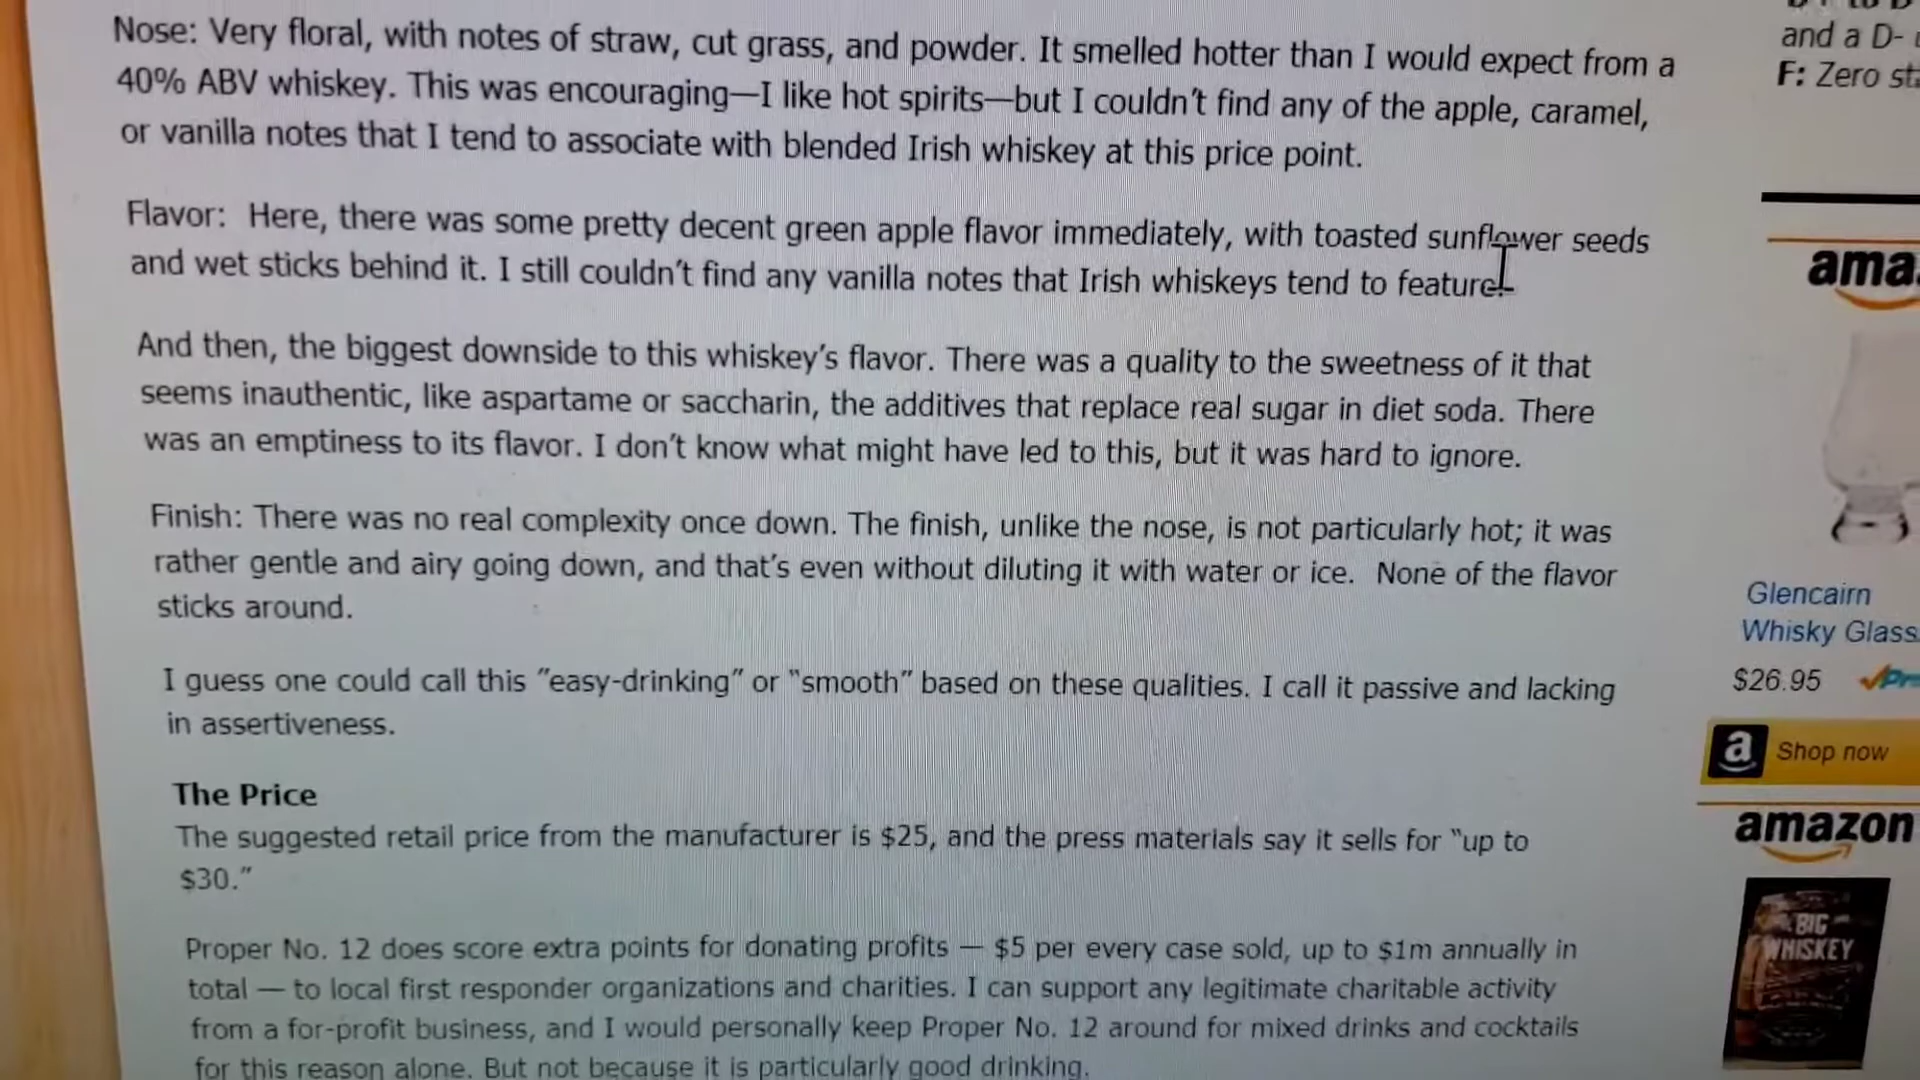 Nose: Very floral, with notes of straw, cut grass, and powder. It smelled hotter than I would expect from a
40% ABV whiskey. This was encouraging—I like hot spirits—but I couldn't find any of the apple, caramel,
or vanilla notes that I tend to associate with blended Irish whiskey at this price point.
Flavor: Here, there was some pretty decent green apple flavor immediately, with toasted sunflower seeds
and wet sticks behind it. I still couldn't find any vanilla notes that Irish whiskeys tend to feature.
And then, the biggest downside to this whiskey's flavor. There was a quality to the sweetness of it that
seems inauthentic, like aspartame or saccharin, the additives that replace real sugar in diet soda. There
was an emptiness to its flavor. I don't know what might have led to this, but it was hard to ignore.
Finish: There was no real complexity once down. The finish, unlike the nose, is not particularly hot; it was
rather gentle and airy going down, and that's even without diluting it with water or ice. None of the flavor
sticks around.
I guess one could call this "easy-drinking" or "smooth" based on these qualities. I call it passive and lacking
in assertiveness.
The Price
The suggested retail price from the manufacturer is $25, and the press materials say it sells for "up to
$30."
Proper No. 12 does score extra points for donating profits — $5 per every case sold, up to $1m annually in
total — to local first responder organizations and charities. I can support any legitimate charitable activity
from a for-profit business, and I would personally keep Proper No. 12 around for mixed drinks and cocktails
for this reason alone. But not because it is particularly good drinking.
and a D-
F: Zero
ama
Glencairn
Whisky Glass
$26.95
a Shop now
amazon
BIG
WHISKEY